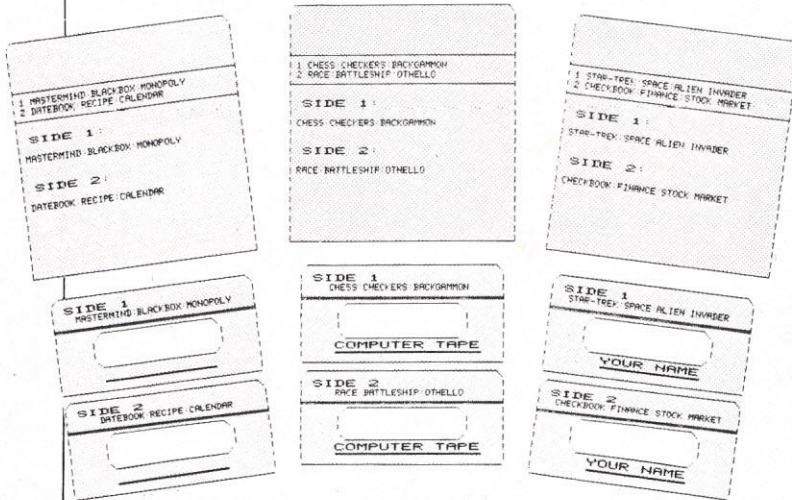 1 MASTERMIND BLACKBOX MONOPOLY
2 DATEBOOK RECIPE CALENDAR
SIDE 1:
MASTERMIND BLACKBOX MONOPOLY
SIDE 2:
DATEBOOK RECIPE CALENDAR
1 CHESS CHECKERS BACKGAMMON
2 RACE BATTLESHIP OTHELLO
SIDE 1:
CHESS CHECKERS BACKGAMMON
SIDE 2:
RACE BATTLESHIP OTHELLO
1 STAR-TREK SPACE ALIEN INVADER
2 CHECKBOOK FINANCE STOCK MARKET
SIDE 1:
STAR-TREK SPACE ALIEN INVADER
SIDE 2:
CHECKBOOK FINANCE STOCK MARKET
SIDE 1
MASTERMIND BLACKBOX MONOPOLY
SIDE 2
DATEBOOK RECIPE CALENDAR
SIDE 1
CHESS CHECKERS BACKGAMMON
COMPUTER TAPE
SIDE 2
RACE BATTLESHIP OTHELLO
COMPUTER TAPE
SIDE 1
STAR-TREK SPACE ALIEN INVADER
YOUR NAME
SIDE 2
CHECKBOOK FINANCE STOCK MARKET
YOUR NAME